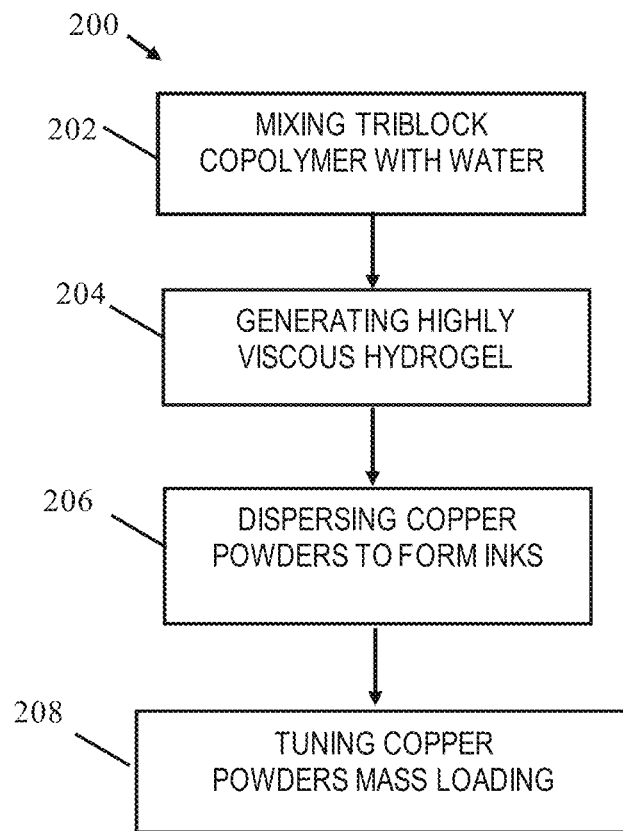 200
202
MIXING TRIBLOCK
COPOLYMER WITH WATER
204
GENERATING HIGHLY
VISCOUS HYDROGEL
206
DISPERSING COPPER
POWDERS TO FORM INKS
208
TUNING COPPER
POWDERS MASS LOADING